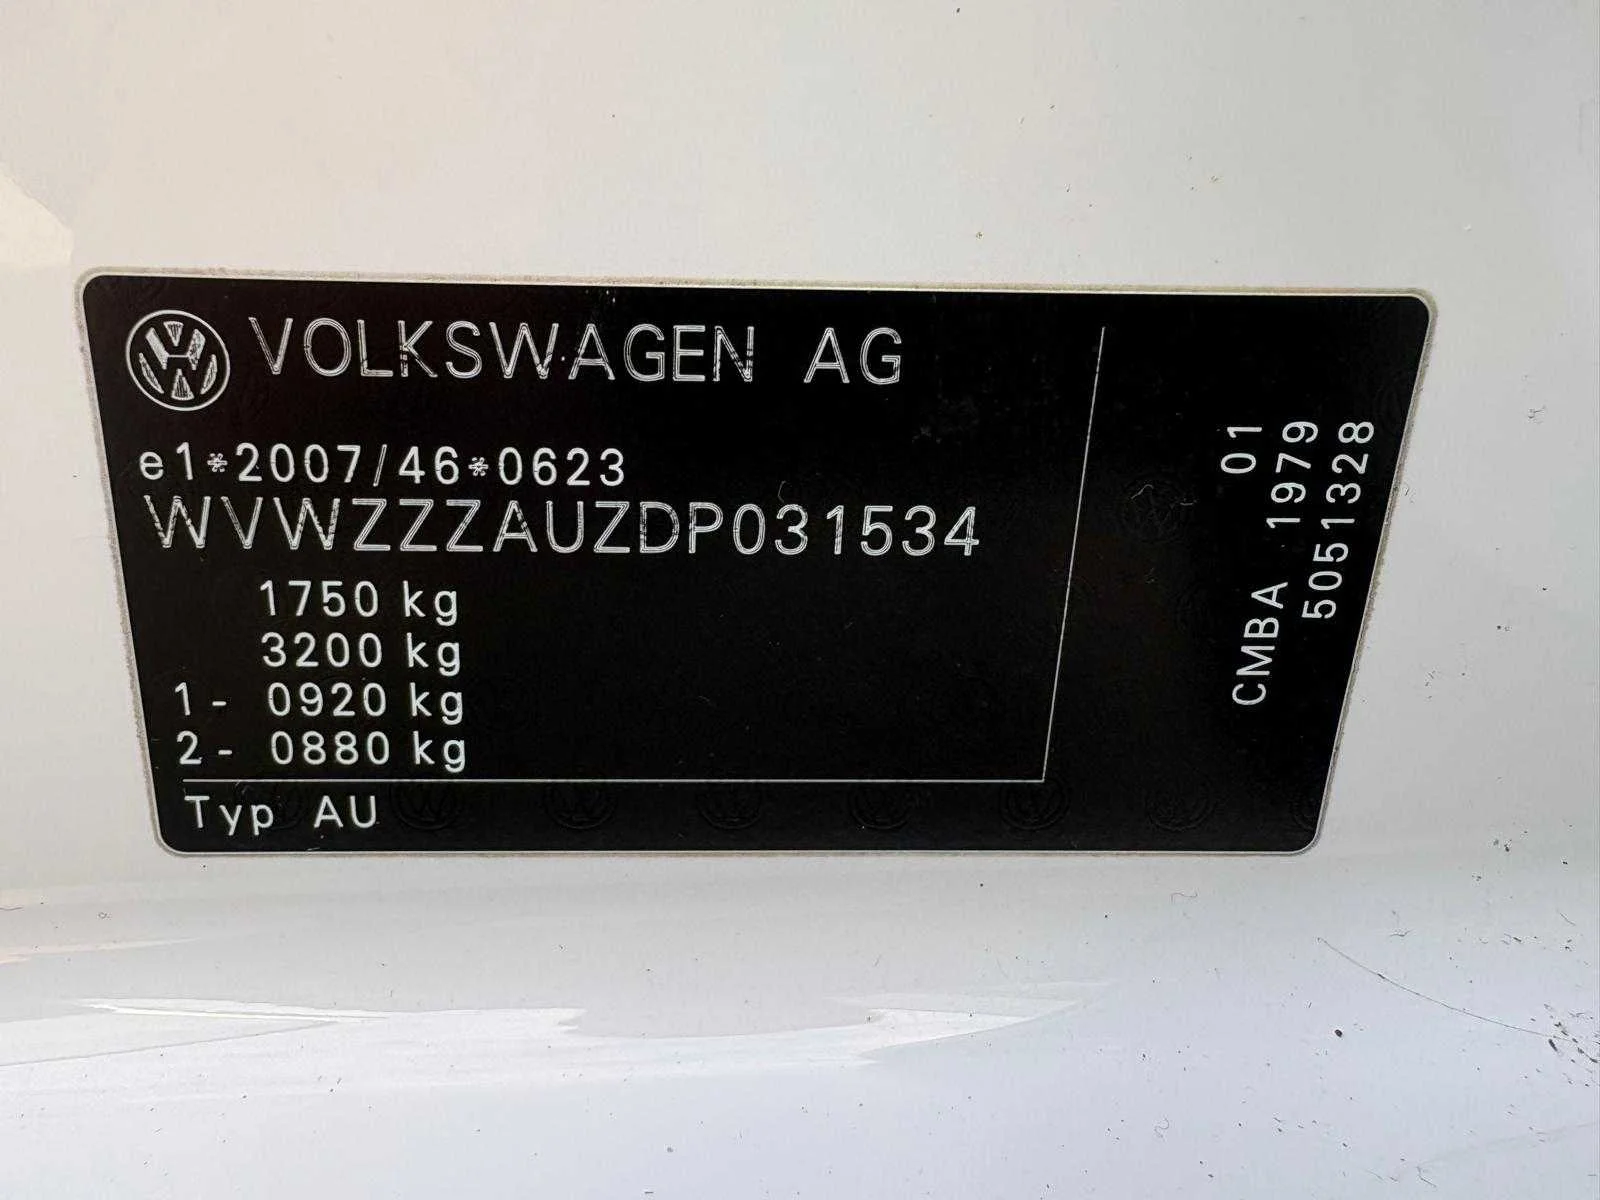 VOLKSWAGEN AG
e1*2007/46*0623
WVWZZZAUZDP031534
1750 kg
3200 kg
1- 0920 kg
2- 0880 kg
Typ AU
CMBA 01
1979
5051328